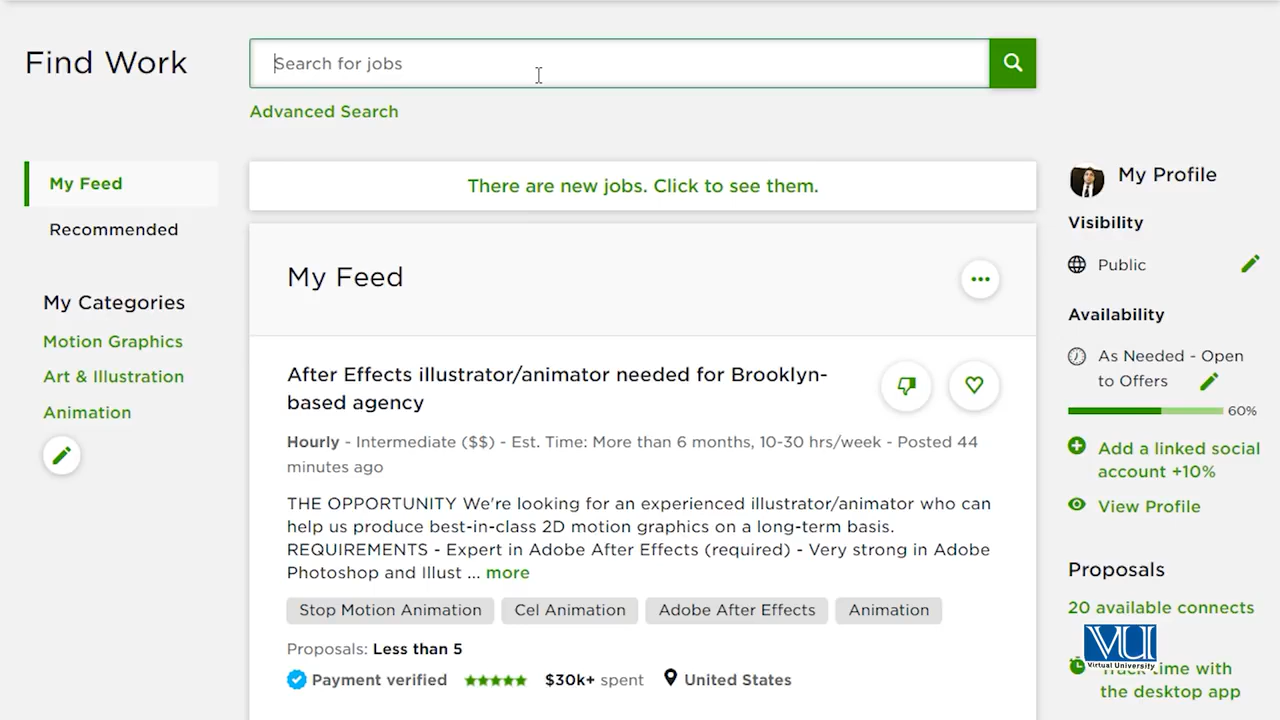 Find Work
Search for jobs
Advanced Search
My Feed
Recommended
My Categories
Motion Graphics
Art & Illustration
Animation
There are new jobs. Click to see them.
My Feed
After Effects illustrator/animator needed for Brooklyn-
based agency
Hourly - Intermediate ($$) - Est. Time: More than 6 months, 10-30 hrs/week - Posted 44
minutes ago
THE OPPORTUNITY We're looking for an experienced illustrator/animator who can
help us produce best-in-class 2D motion graphics on a long-term basis.
REQUIREMENTS - Expert in Adobe After Effects (required) - Very strong in Adobe
Photoshop and Illust ... more
Stop Motion Animation Cel Animation Adobe After Effects Animation
Proposals: Less than 5
Payment verified $30k+ spent United States
My Profile
Visibility
Public
Availability
As Needed - Open
to Offers
60%
Add a linked social
account +10%
View Profile
Proposals
20 available connects
VU
Virtual University
Track time with
the desktop app